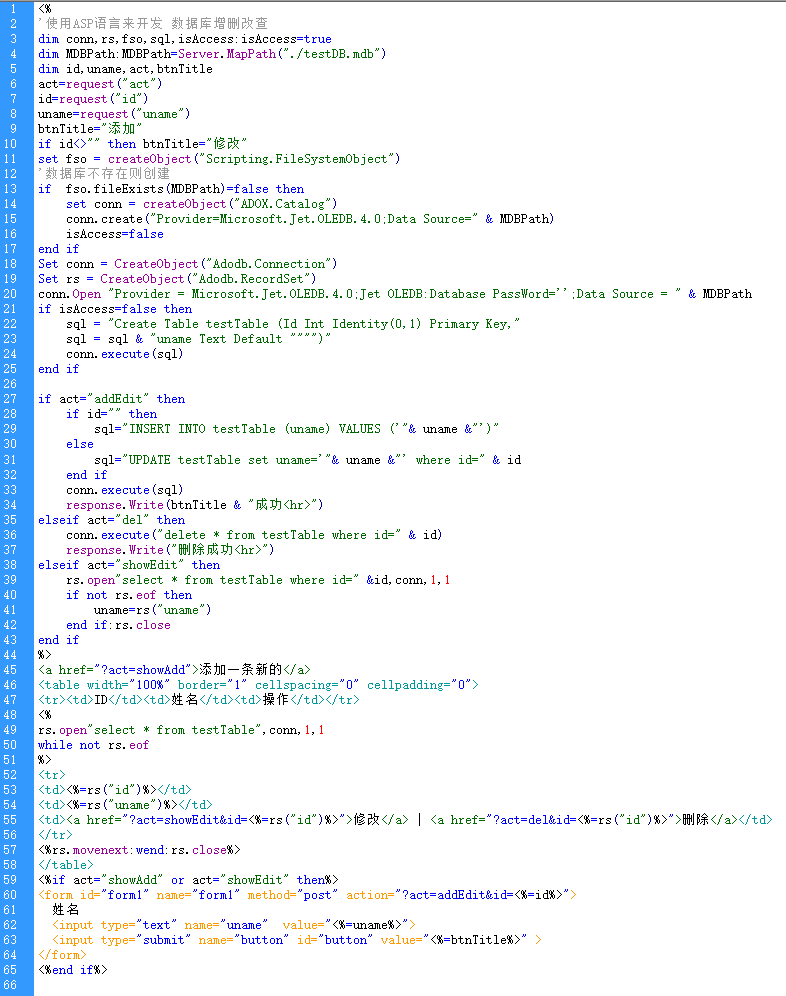 1 <%
2 '使用ASP语言来开发 数据库增删改查
3 dim conn,rs,fso,sql,isAccess:isAccess=true
4 dim MDBPath:MDBPath=Server.MapPath("./testDB.mdb")
5 dim id,uname,act,btnTitle
6 act=request("act")
7 id=request("id")
8 uname=request("uname")
9 btnTitle="添加"
10 if id<>"" then btnTitle="修改"
11 set fso = createObject("Scripting.FileSystemObject")
12 '数据库不存在则创建
13 if  fso.fileExists(MDBPath)=false then
14     set conn = createObject("ADOX.Catalog")
15     conn.create("Provider=Microsoft.Jet.OLEDB.4.0;Data Source=" & MDBPath)
16     isAccess=false
17 end if
18 Set conn = CreateObject("Adodb.Connection")
19 Set rs = CreateObject("Adodb.RecordSet")
20 conn.Open "Provider = Microsoft.Jet.OLEDB.4.0;Jet OLEDB:Database PassWord='';Data Source = " & MDBPath
21 if isAccess=false then
22     sql = "Create Table testTable (Id Int Identity(0,1) Primary Key,"
23     sql = sql & "uname Text Default """")"
24     conn.execute(sql)
25 end if
26
27 if act="addEdit" then
28     if id="" then
29         sql="INSERT INTO testTable (uname) VALUES ('"& uname &"')"
30     else
31         sql="UPDATE testTable set uname='"& uname &"' where id=" & id
32     end if
33     conn.execute(sql)
34     response.Write(btnTitle & "成功<hr>")
35 elseif act="del" then
36     conn.execute("delete * from testTable where id=" & id)
37     response.Write("删除成功<hr>")
38 elseif act="showEdit" then
39     rs.open"select * from testTable where id=" &id,conn,1,1
40     if not rs.eof then
41         uname=rs("uname")
42     end if:rs.close
43 end if
44 %>
45 <a href="?act=showAdd">添加一条新的</a>
46 <table width="100%" border="1" cellspacing="0" cellpadding="0">
47 <tr><td>ID</td><td>姓名</td><td>操作</td></tr>
48 <%
49 rs.open"select * from testTable",conn,1,1
50 while not rs.eof
51 %>
52 <tr>
53 <td><%=rs("id")%></td>
54 <td><%=rs("uname")%></td>
55 <td><a href="?act=showEdit&id=<%=rs("id")%>">修改</a> | <a href="?act=del&id=<%=rs("id")%>">删除</a></td>
56 </tr>
57 <%rs.movenext:wend:rs.close%>
58 </table>
59 <%if act="showAdd" or act="showEdit" then%>
60 <form id="form1" name="form1" method="post" action="?act=addEdit&id=<%=id%>">
61   姓名
62   <input type="text" name="uname"  value="<%=uname%>">
63   <input type="submit" name="button" id="button" value="<%=btnTitle%>" >
64 </form>
65 <%end if%>
66